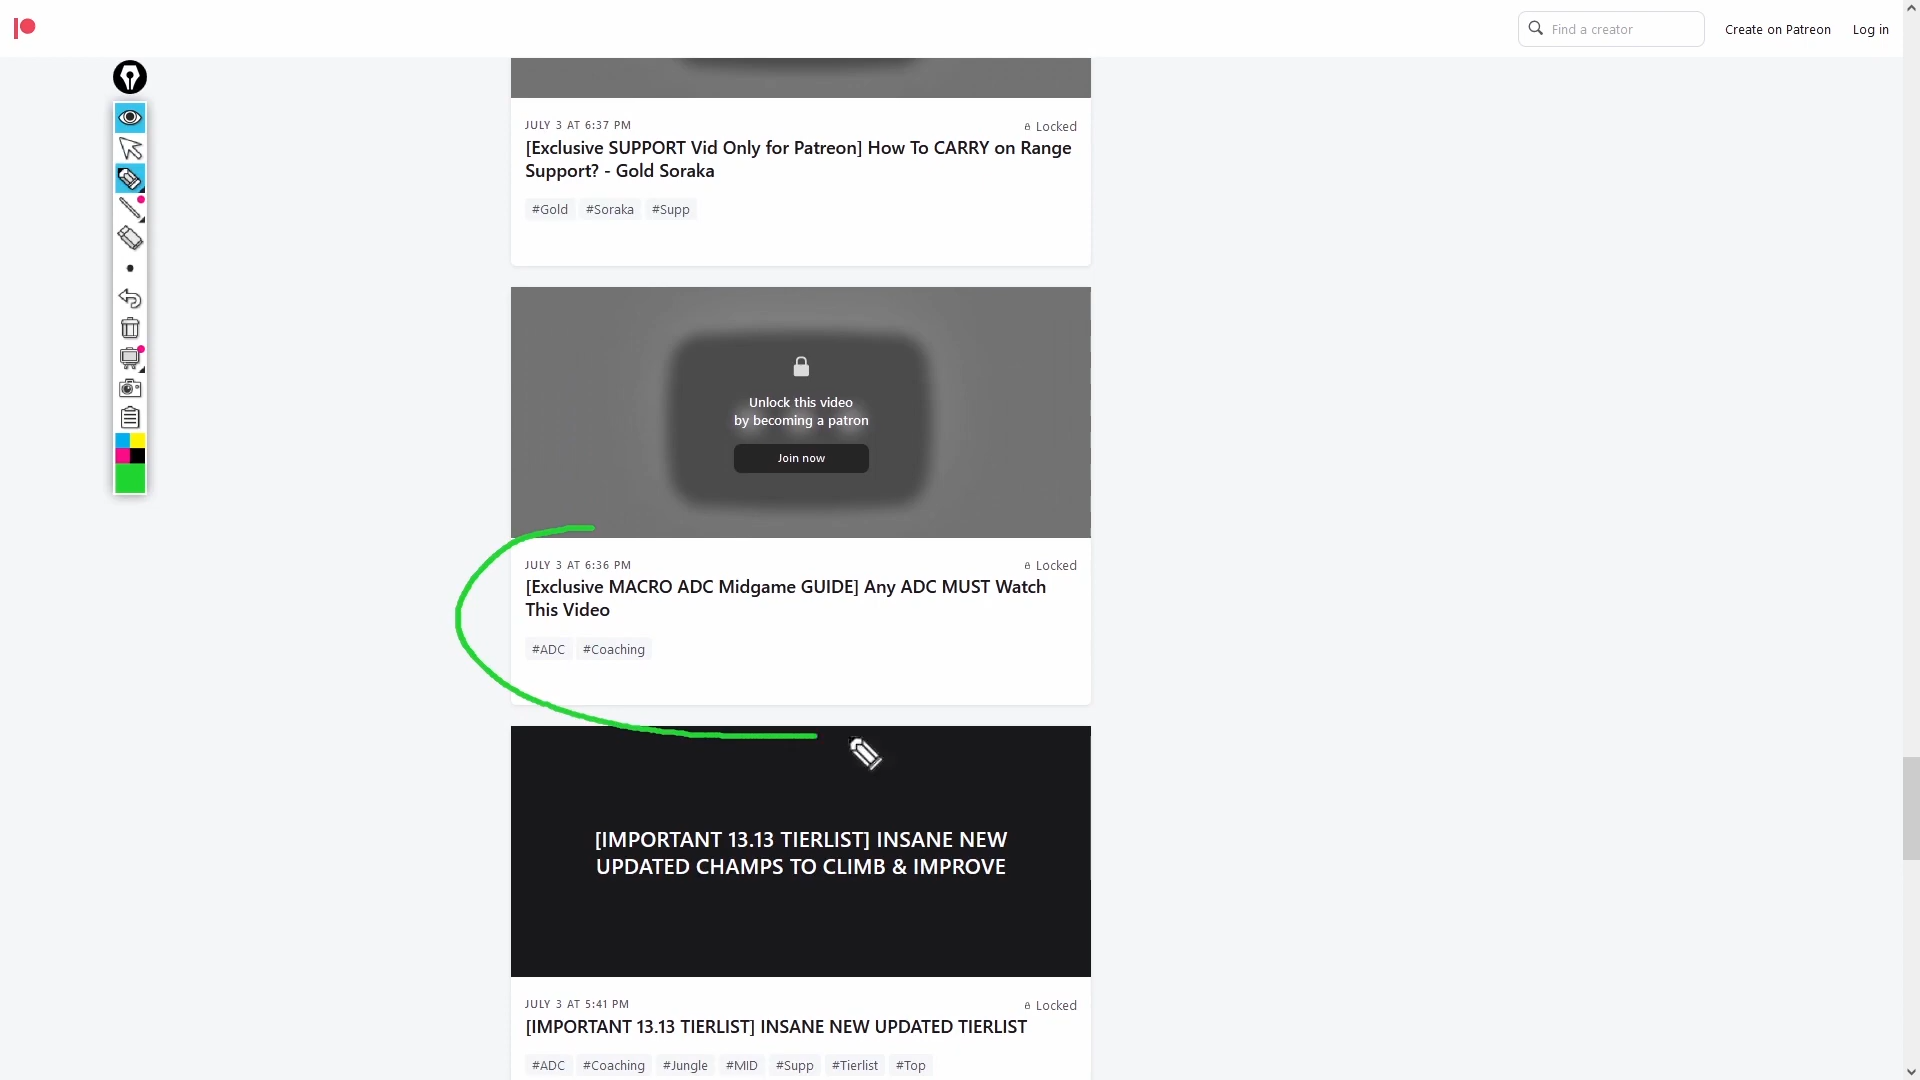 Find a creator
Create on Patreon
Log in
JULY 3 AT 6:37 PM
Locked
[Exclusive SUPPORT Vid Only for Patreon] How To CARRY on Range
Support? - Gold Soraka
#Gold #Soraka #Supp
Unlock this video
by becoming a patron
Join now
JULY 3 AT 6:36 PM
Locked
[Exclusive MACRO ADC Midgame GUIDE] Any ADC MUST Watch
This Video
#ADC #Coaching
[IMPORTANT 13.13 TIERLIST] INSANE NEW
UPDATED CHAMPS TO CLIMB & IMPROVE
JULY 3 AT 5:41 PM
Locked
[IMPORTANT 13.13 TIERLIST] INSANE NEW UPDATED TIERLIST
#ADC #Coaching #Jungle #MID #Supp #Tierlist #Top